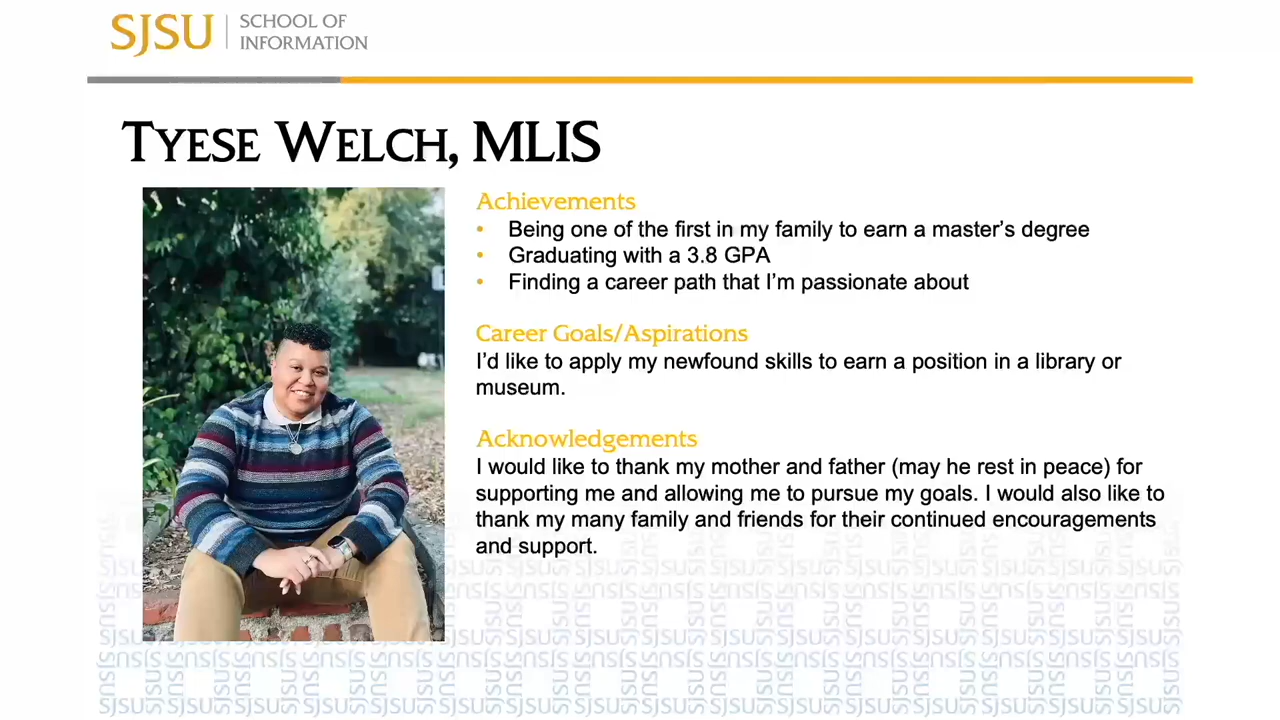 SJSU SCHOOL OF
INFORMATION
TYESE WELCH, MLIS
Achievements
• Being one of the first in my family to earn a master's degree
• Graduating with a 3.8 GPA
• Finding a career path that I'm passionate about
Career Goals/Aspirations
I'd like to apply my newfound skills to earn a position in a library or
museum.
Acknowledgements
I would like to thank my mother and father (may he rest in peace) for
supporting me and allowing me to pursue my goals. I would also like to
thank my many family and friends for their continued encouragements
and support.